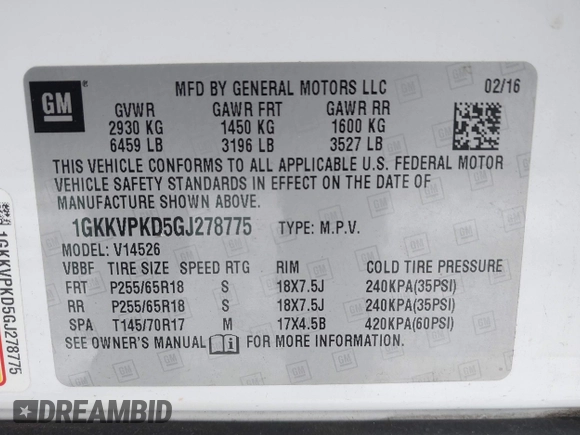 GM
MFD BY GENERAL MOTORS LLC 02/16
GVWR GAWR FRT GAWR RR
2930 KG 1450 KG 1600 KG
6459 LB 3196 LB 3527 LB
THIS VEHICLE CONFORMS TO ALL APPLICABLE U.S. FEDERAL MOTOR
VEHICLE SAFETY STANDARDS IN EFFECT ON THE DATE OF
MANUFACTURE SHOWN ABOVE.
1GKKVPKD5GJ278775 TYPE: M.P.V.
MODEL: V14526
VBBF TIRE SIZE SPEED RTG RIM COLD TIRE PRESSURE
FRT P255/65R18 S 18X7.5J 240KPA(35PSI)
RR P255/65R18 S 18X7.5J 240KPA(35PSI)
SPA T145/70R17 M 17X4.5B 420KPA(60PSI)
SEE OWNER'S MANUAL i FOR MORE INFORMATION
1GKKVPKD5GJ278775
DREAMBID